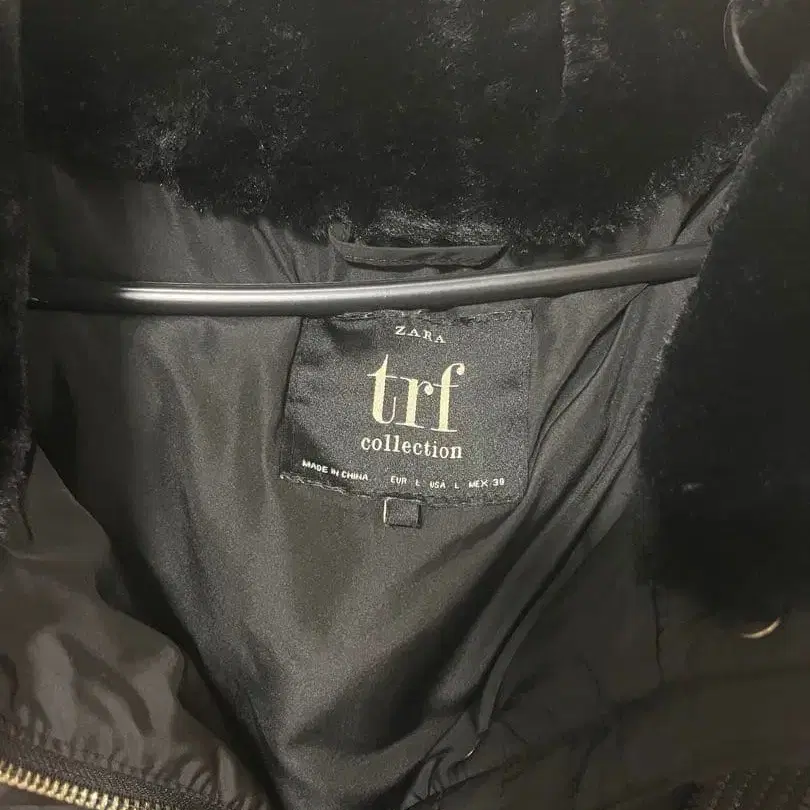 ZARA
trf
collection
MADE IN CHINA EUR L USA L MEX 30